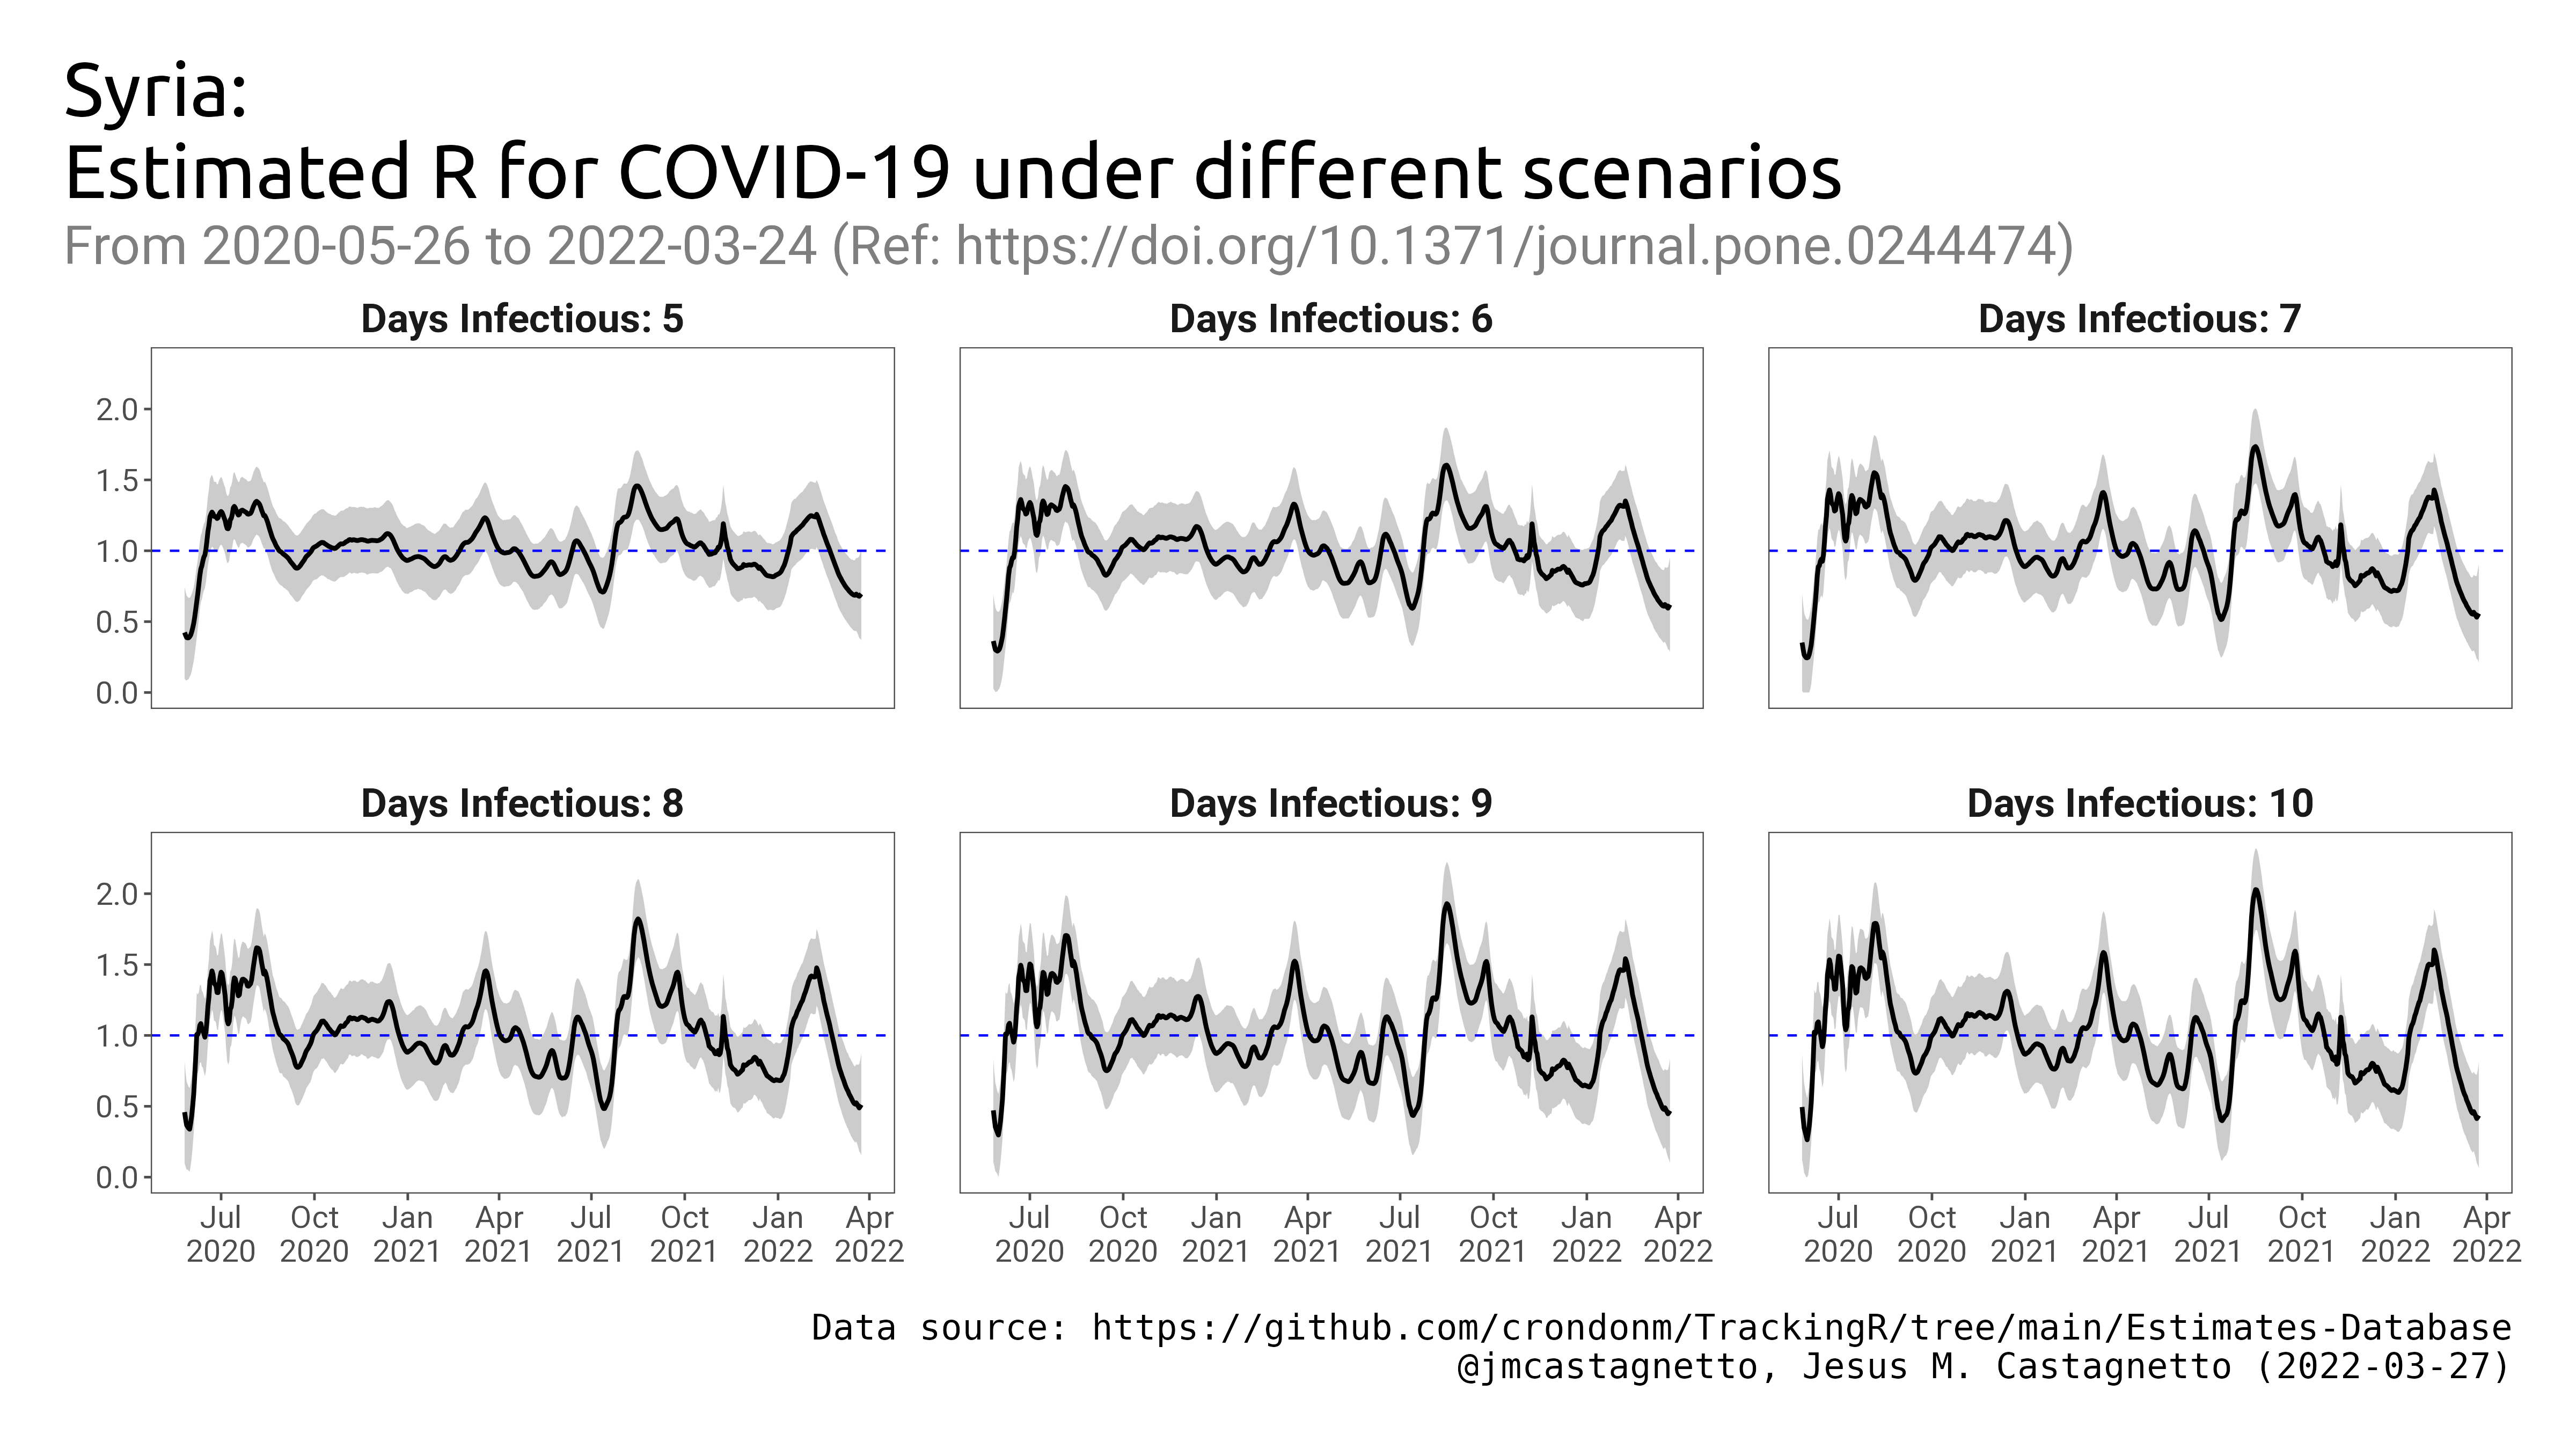 Syria:
Estimated R for COVID-19 under different scenarios
From 2020-05-26 to 2022-03-24 (Ref: https://doi.org/10.1371/journal.pone.0244474)
Days Infectious: 5
Days Infectious: 6
Days Infectious: 7
2.0
1.5
1.0
0.5
0.0
Days Infectious: 8
Days Infectious: 9
Days Infectious: 10
2.0
1.5
1.0
0.5
0.0
Jul Oct Jan Apr Jul Oct Jan Apr
2020 2020 2021 2021 2021 2021 2022 2022
Jul Oct Jan Apr Jul Oct Jan Apr
2020 2020 2021 2021 2021 2021 2022 2022
Jul Oct Jan Apr Jul Oct Jan Apr
2020 2020 2021 2021 2021 2021 2022 2022
Data source: https://github.com/crondonm/TrackingR/tree/main/Estimates-Database
@jmcastagnetto, Jesus M. Castagnetto (2022-03-27)